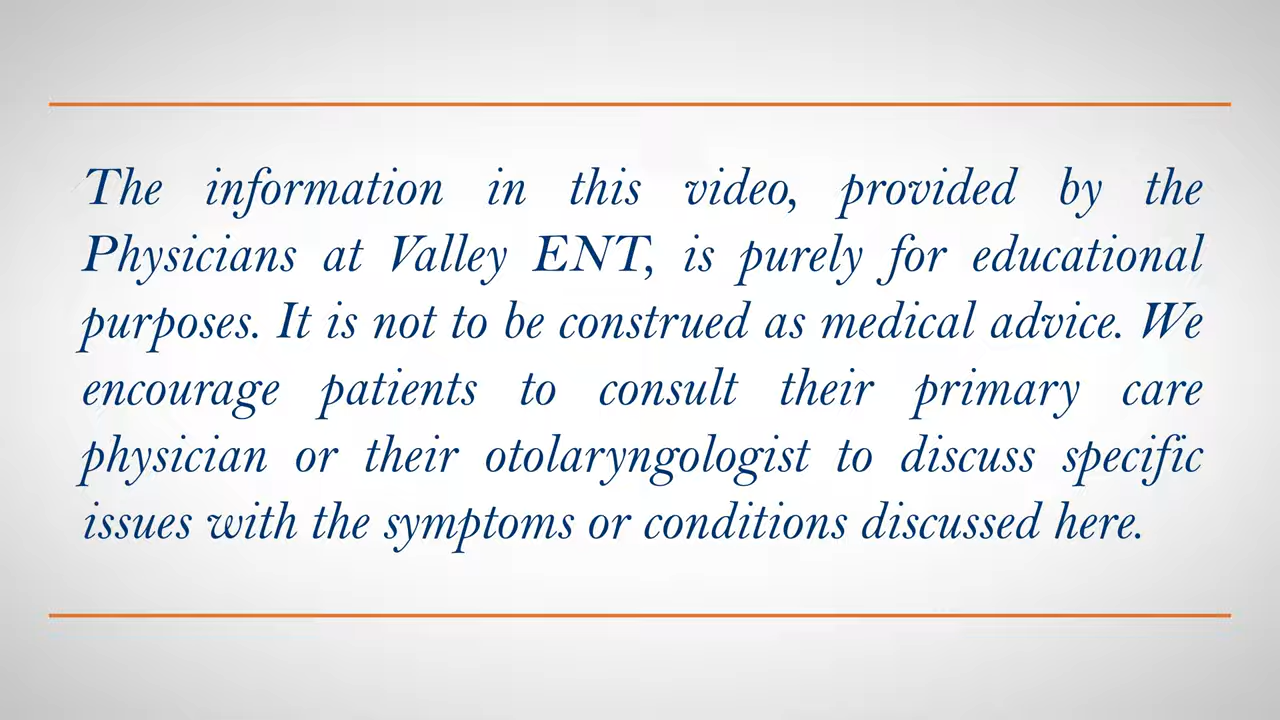 The information in this video, provided by the
Physicians at Valley ENT, is purely for educational
purposes. It is not to be construed as medical advice. We
encourage patients to consult their primary care
physician or their otolaryngologist to discuss specific
issues with the symptoms or conditions discussed here.